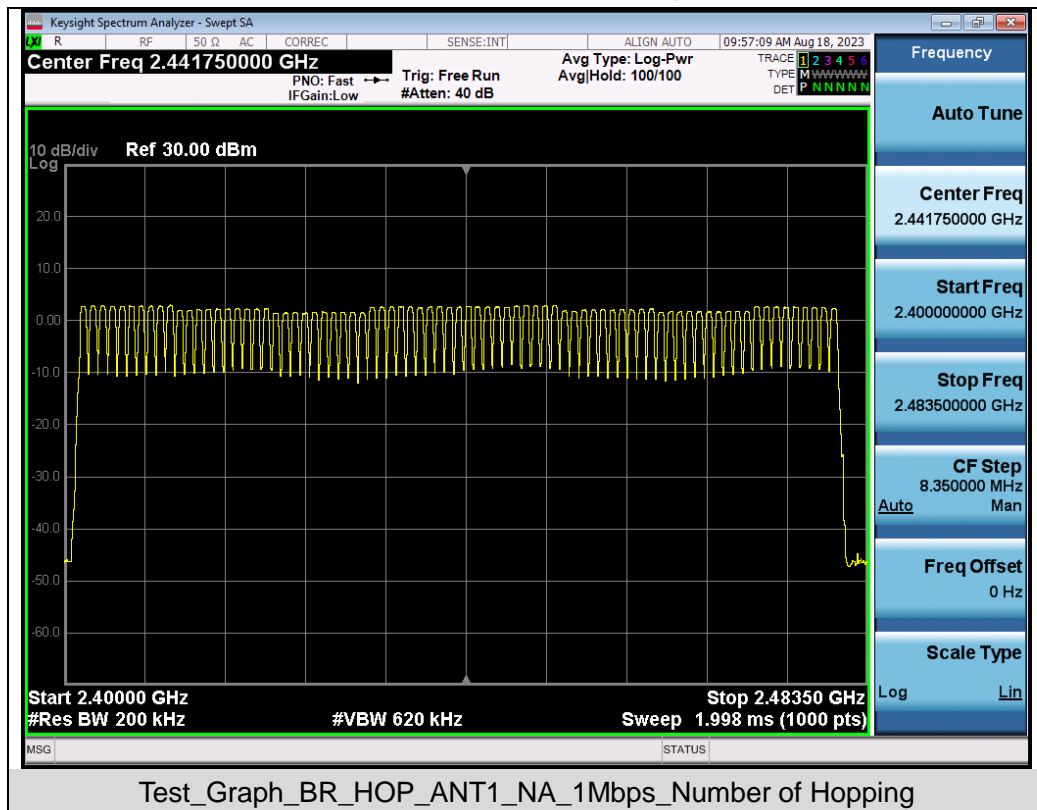 Keysight Spectrum Analyzer - Swept SA
LXI R RF 50 Ω AC CORREC SENSE:INT ALIGN AUTO 09:57:09 AM Aug 18, 2023
Center Freq 2.441750000 GHz
PNO: Fast
IFGain:Low
Trig: Free Run
#Atten: 40 dB
Avg Type: Log-Pwr
Avg|Hold: 100/100
TRACE 1 2 3 4 5 6
TYPE M W W W W W
DET P N N N N N
10 dB/div Ref 30.00 dBm
Log
20.0
10.0
0.00
-10.0
-20.0
-30.0
-40.0
-50.0
-60.0
Start 2.40000 GHz Stop 2.48350 GHz
#Res BW 200 kHz #VBW 620 kHz Sweep 1.998 ms (1000 pts)
MSG STATUS
Frequency
Auto Tune
Center Freq
2.441750000 GHz
Start Freq
2.400000000 GHz
Stop Freq
2.483500000 GHz
CF Step
8.350000 MHz
Auto Man
Freq Offset
0 Hz
Scale Type
Log Lin
Test_Graph_BR_HOP_ANT1_NA_1Mbps_Number of Hopping